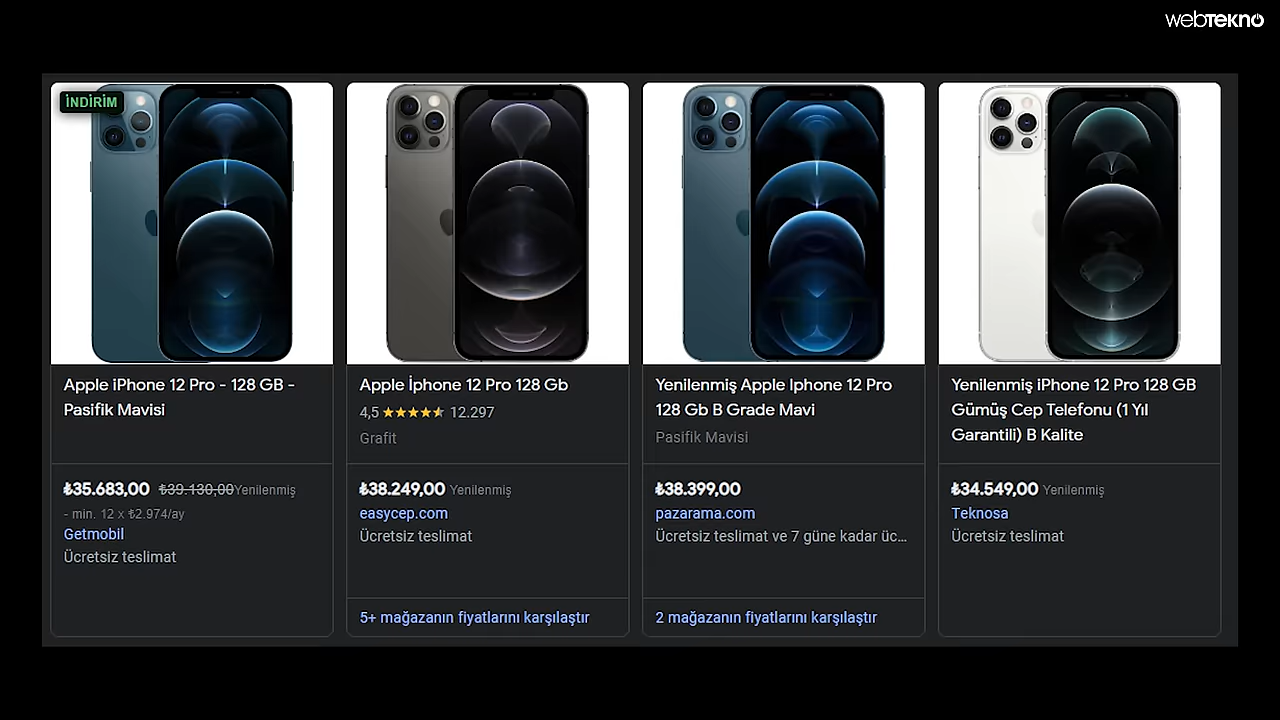 webTEKNO
İNDİRİM
Apple iPhone 12 Pro - 128 GB -
Pasifik Mavisi
₺35.683,00 ₺39.130,00 Yenilenmiş
- min. 12 x ₺2.974/ay
Getmobil
Ücretsiz teslimat
Apple İphone 12 Pro 128 Gb
4,5 ★★★★★ 12.297
Grafit
₺38.249,00 Yenilenmiş
easycep.com
Ücretsiz teslimat
5+ mağazanın fiyatlarını karşılaştır
Yenilenmiş Apple Iphone 12 Pro
128 Gb B Grade Mavi
Pasifik Mavisi
₺38.399,00
pazarama.com
Ücretsiz teslimat ve 7 güne kadar üc...
2 mağazanın fiyatlarını karşılaştır
Yenilenmiş iPhone 12 Pro 128 GB
Gümüş Cep Telefonu (1 Yıl
Garantili) B Kalite
₺34.549,00 Yenilenmiş
Teknosa
Ücretsiz teslimat